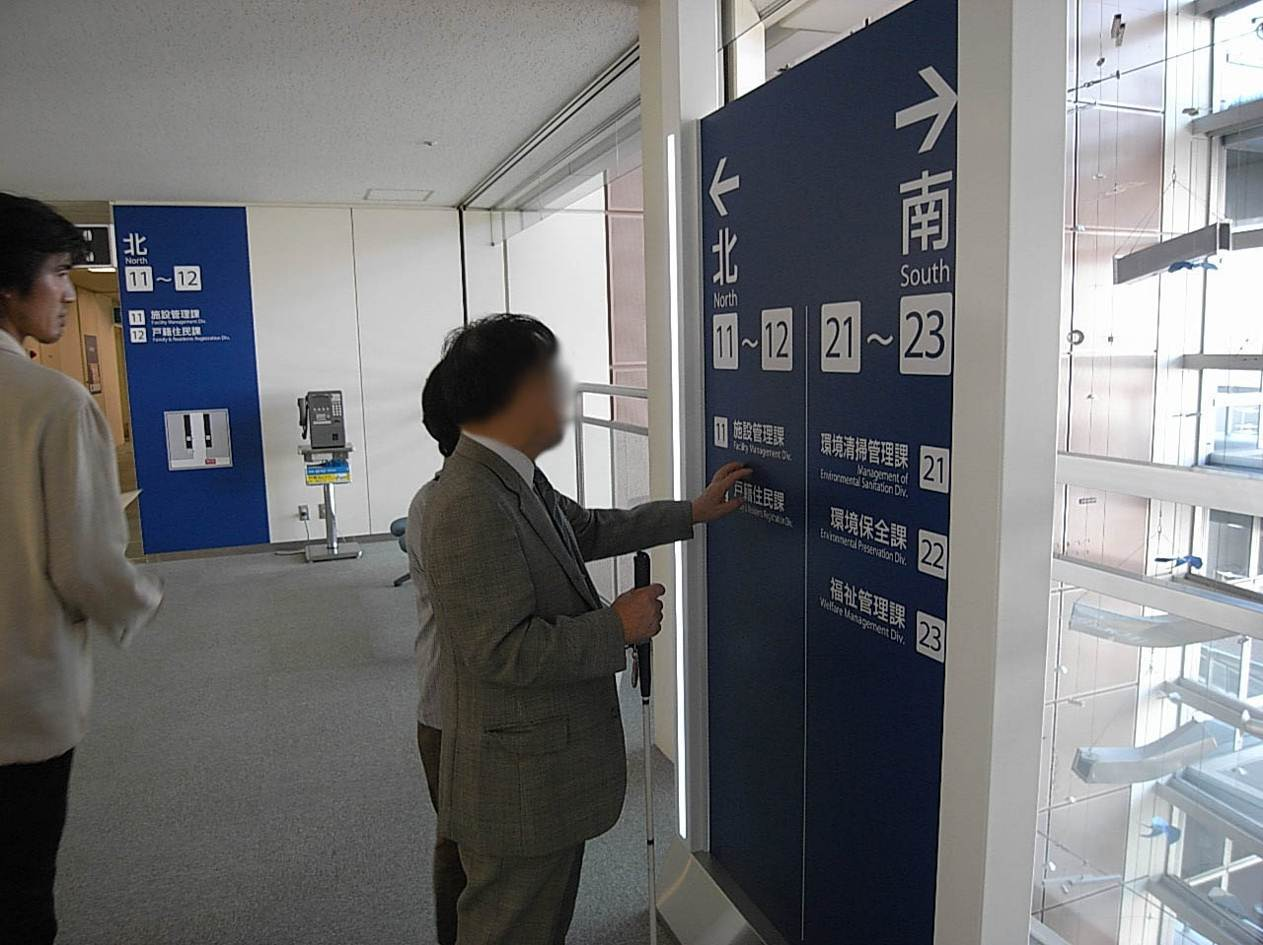 北
North
11 ~ 12
11 施設管理課
Facility Management Div.
12 戸籍住民課
Family & Residents Registration Div.
← →
北
North
南
South
11 ~ 12
21 ~ 23
11 施設管理課
Facility Management Div.
戸籍住民課
& Residents Registration Div.
環境清掃管理課 21
Management of
Environmental Sanitation Div.
環境保全課 22
Environmental Preservation Div.
福祉管理課 23
Welfare Management Div.